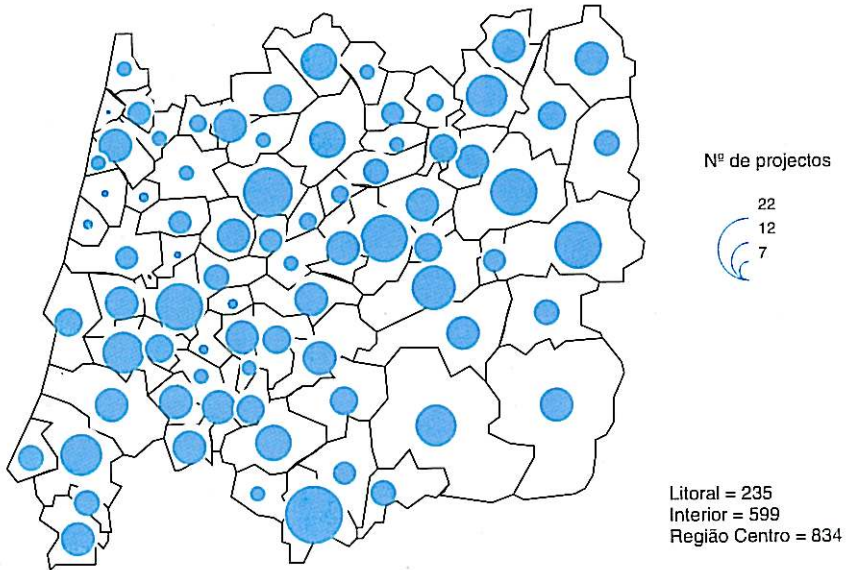 Nº de projectos
22
12
7
Litoral = 235
Interior = 599
Região Centro = 834